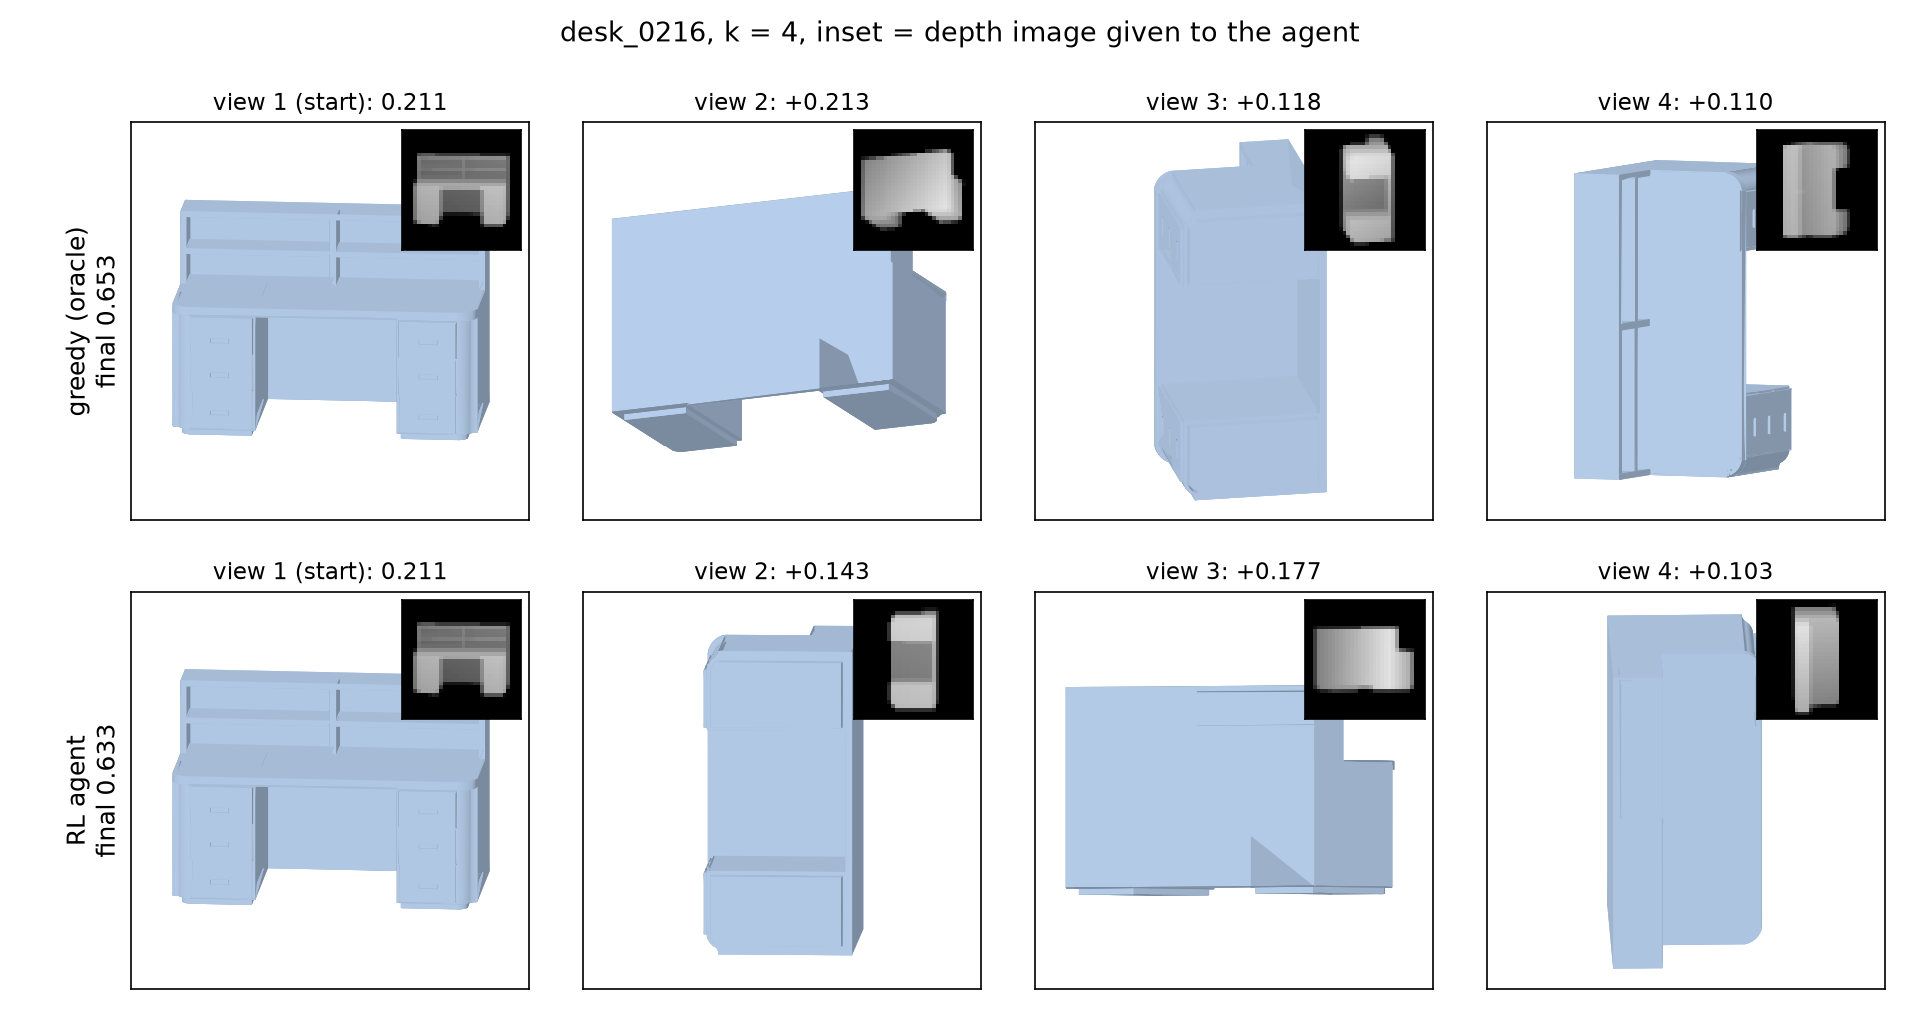 desk_0216, k = 4, inset = depth image given to the agent
view 1 (start): 0.211
view 2: +0.213
view 3: +0.118
view 4: +0.110
greedy (oracle)
final 0.653
view 1 (start): 0.211
view 2: +0.143
view 3: +0.177
view 4: +0.103
RL agent
final 0.633